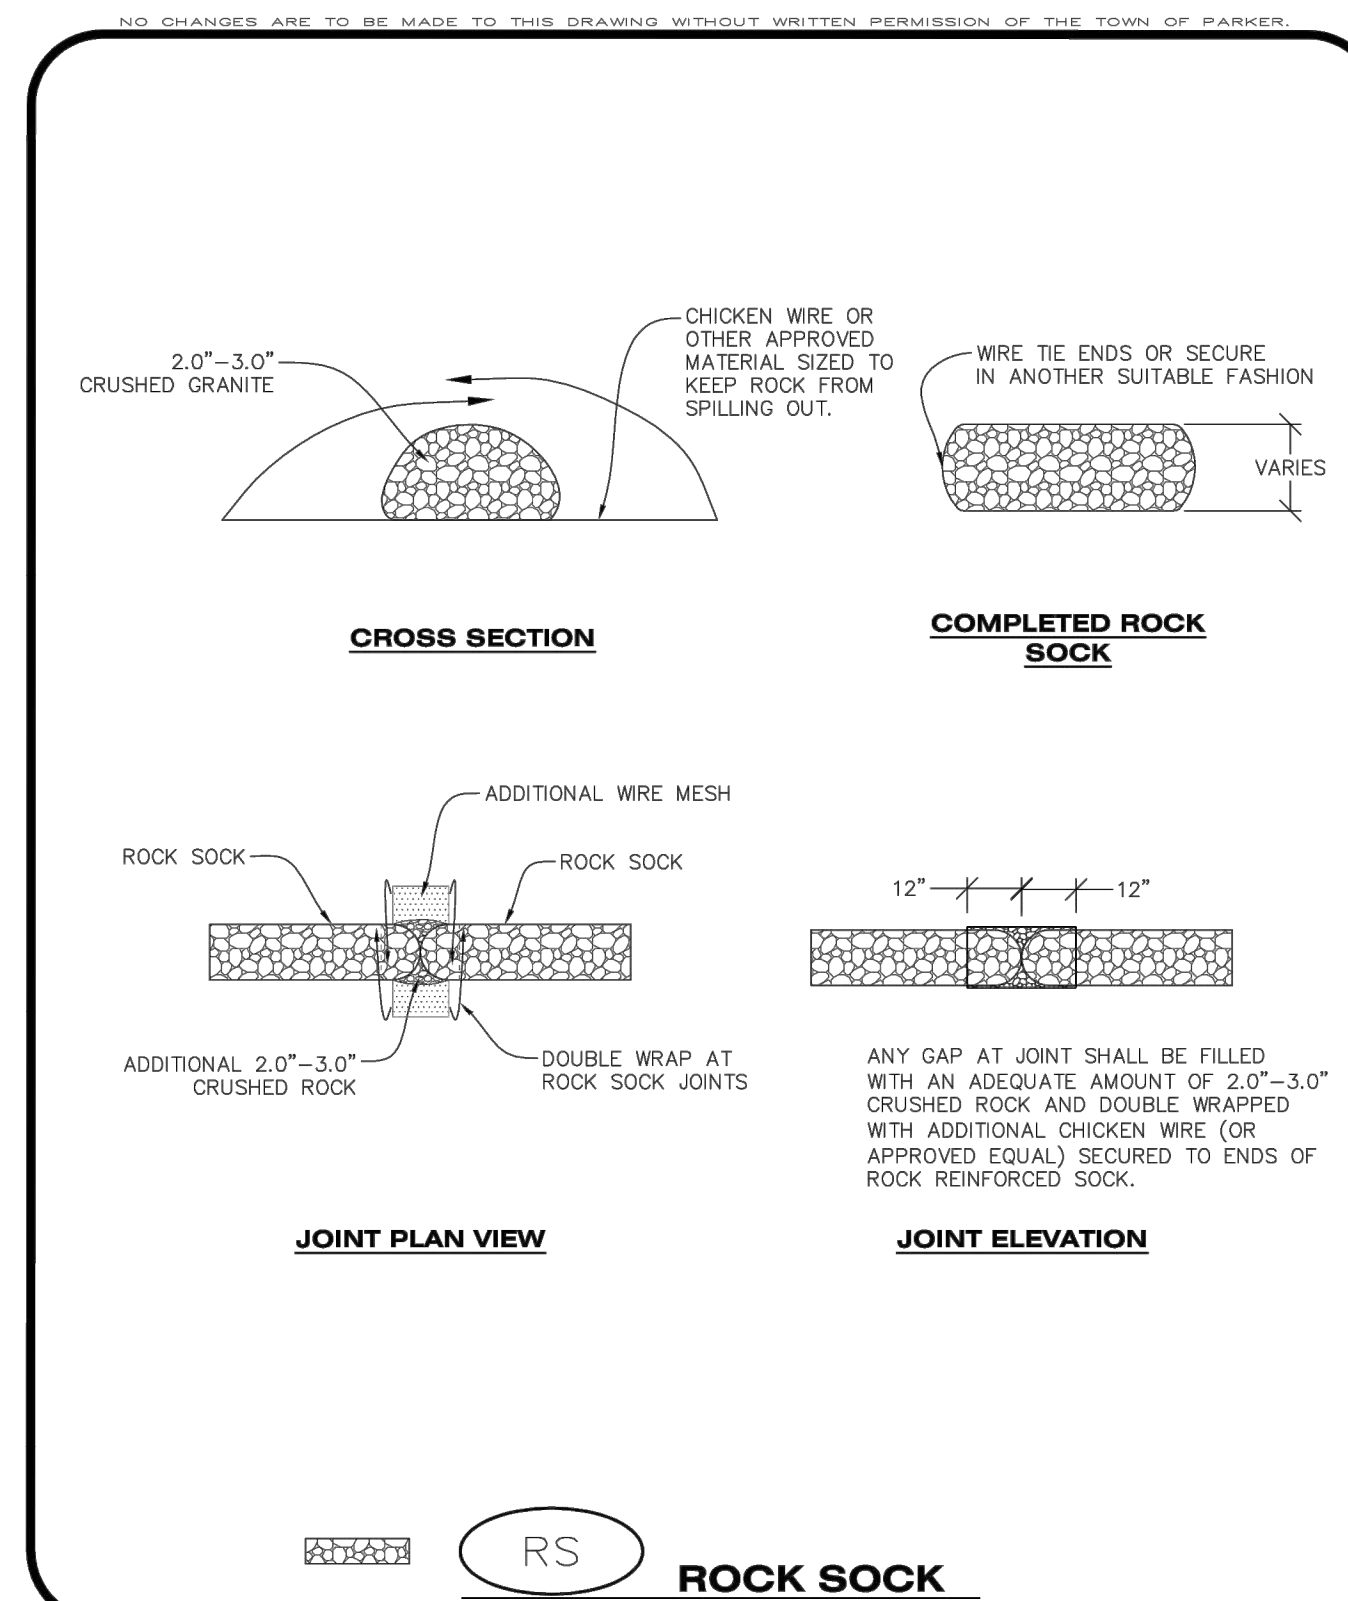 NO CHANGES ARE TO BE MADE TO THIS DRAWING WITHOUT WRITTEN PERMISSION OF THE TOWN OF PARKER.
2.0"–3.0"
CRUSHED GRANITE
CHICKEN WIRE OR
OTHER APPROVED
MATERIAL SIZED TO
KEEP ROCK FROM
SPILLING OUT.
WIRE TIE ENDS OR SECURE
IN ANOTHER SUITABLE FASHION
VARIES
CROSS SECTION
COMPLETED ROCK
SOCK
ADDITIONAL WIRE MESH
ROCK SOCK
ROCK SOCK
ADDITIONAL 2.0"–3.0"
CRUSHED ROCK
DOUBLE WRAP AT
ROCK SOCK JOINTS
12"
12"
ANY GAP AT JOINT SHALL BE FILLED
WITH AN ADEQUATE AMOUNT OF 2.0"–3.0"
CRUSHED ROCK AND DOUBLE WRAPPED
WITH ADDITIONAL CHICKEN WIRE (OR
APPROVED EQUAL) SECURED TO ENDS OF
ROCK REINFORCED SOCK.
JOINT PLAN VIEW
JOINT ELEVATION
RS
ROCK SOCK